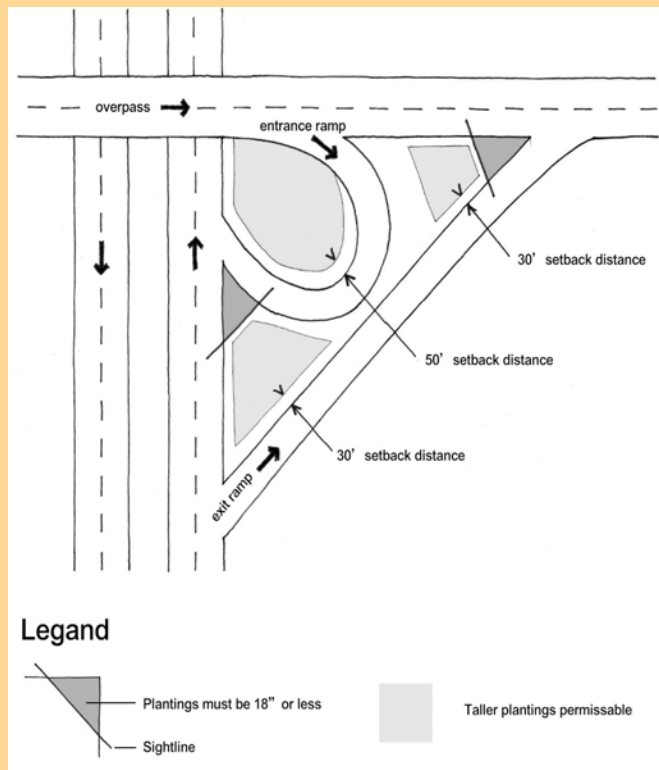 overpass
entrance ramp
30' setback distance
50' setback distance
30' setback distance
exit ramp
Legand
Plantings must be 18" or less
Sightline
Taller plantings permissable